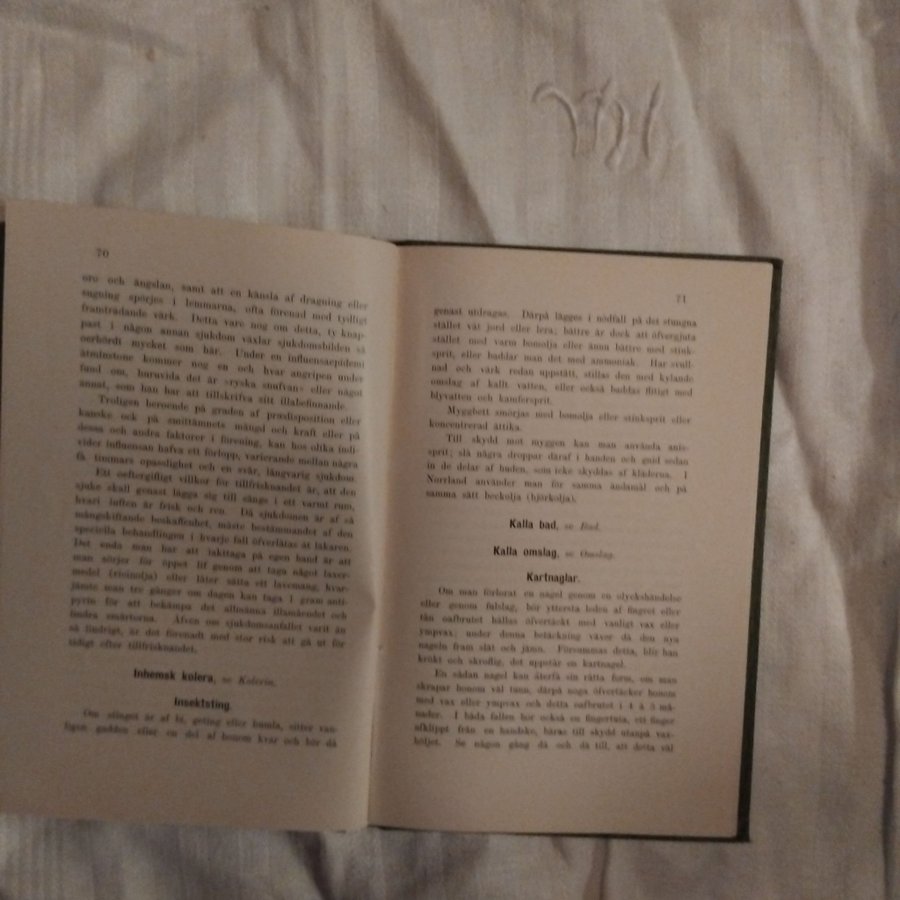 70
oro och ängslan, samt att en känsla af dragning eller
sugning spörjes i lemmarna, ofta förenad med tydligt
framträdande värk. Detta vare nog om detta, ty knap-
past i någon annan sjukdom växlar sjukdomsbilden så
oerhördt mycket som här. Under en influensaepidemi
åtminstone kommer nog en och hvar angripen under
fund om, huruvida det är »ryska snufvan» eller något
annat, som han har att tillskrifva sitt illabefinnande.
Troligen beroende på graden af prædisposition eller
kanske ock på smittämnets mängd och kraft eller på
dessa och andra faktorer i förening, kan hos olika indi-
vider influensan hafva ett förlopp, varierande mellan några
få timmars opasslighet och en svår, långvarig sjukdom
Ett oeftergifligt villkor för tillfrisknandet är, att den
sjuke skall genast lägga sig till sängs i ett varmt rum,
hvari luften är frisk och ren. Då sjukdomen är af så
mångskiftande beskaffenhet, måste bestämmandet af den
speciella behandlingen i hvarje fall öfverlåtas åt läkaren.
Det enda man har att iakttaga på egen hand är att
man sörjer för öppet lif genom att taga något laxer-
medel (ricinolja) eller låter sätta ett lavemang, hvar-
jämte man tre gånger om dagen kan taga 1 gram anti-
pyrin för att bekämpa det allmänna illamåendet och
lindra smärtorna. Äfven om sjukdomsanfallet varit än
så lindrigt, är det förenadt med stor risk att gå ut för
tidigt efter tillfrisknandet.
Inhemsk kolera, se Kolerin.
Insektsting.
Om stinget är af bi, geting eller humla, sitter van-
ligen gadden eller en del af honom kvar och bör då
71
genast utdragas. Därpå lägges i nödfall på det stungna
stället våt jord eller lera; bättre är dock att öfvergjuta
stället med varm bomolja eller ännu bättre med stink-
sprit, eller baddar man det med ammoniak. Har svull-
nad och värk redan uppstått, stillas den med kylande
omslag af kallt vatten, eller också baddas flitigt med
blyvatten och kamfersprit.
Myggbett smörjas med bomolja eller stinksprit eller
koncentrerad ättika.
Till skydd mot myggen kan man använda anis-
sprit; slå några droppar däraf i handen och gnid sedan
in de delar af huden, som icke skyddas af kläderna. I
Norrland använder man för samma ändamål och på
samma sätt beckolja (björkolja).
Kalla bad, se Bad.
Kalla omslag, se Omslag.
Kartnaglar.
Om man förlorat en nagel genom en olyckshändelse
eller genom fulslag, bör yttersta leden af fingret eller
tån oafbrutet hållas öfvertäckt med vanligt vax eller
ympvax; under denna betäckning växer då den nya
nageln fram slät och jämn. Försummas detta, blir han
krökt och skroflig, det uppstår en kartnagel.
En sådan nagel kan återfå sin rätta form, om man
skrapar honom väl tunn, därpå noga öfvertäcker honom
med vax eller ympvax och detta oafbrutet i 4 à 5 må-
nader. I båda fallen bör också en fingertuta, ett finger
afklippt från en handske, bäras till skydd utanpå vax-
höljet. Se någon gång då och då till, att detta väl